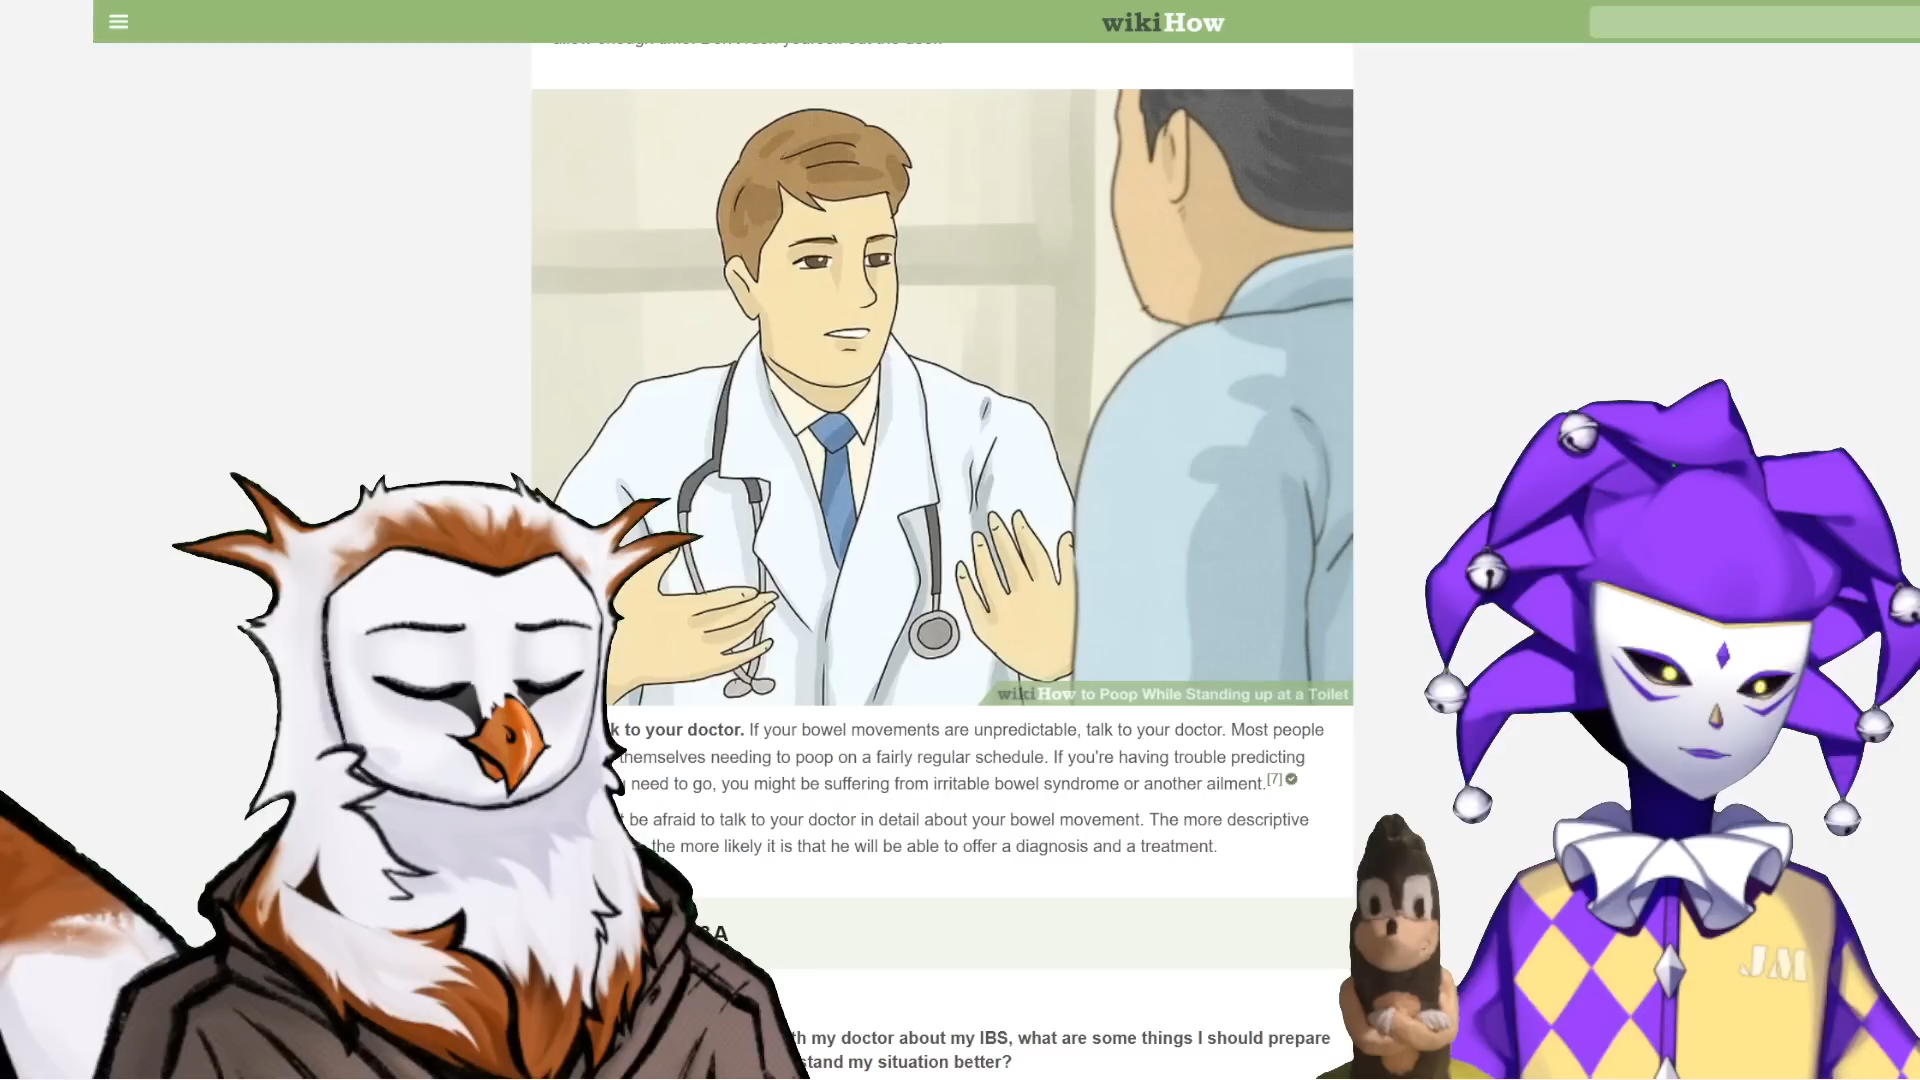 wikiHow
wikiHow to Poop While Standing up at a Toilet
k to your doctor. If your bowel movements are unpredictable, talk to your doctor. Most people
themselves needing to poop on a fairly regular schedule. If you're having trouble predicting
need to go, you might be suffering from irritable bowel syndrome or another ailment.[7]
t be afraid to talk to your doctor in detail about your bowel movement. The more descriptive
the more likely it is that he will be able to offer a diagnosis and a treatment.
&A
JM
th my doctor about my IBS, what are some things I should prepare
stand my situation better?